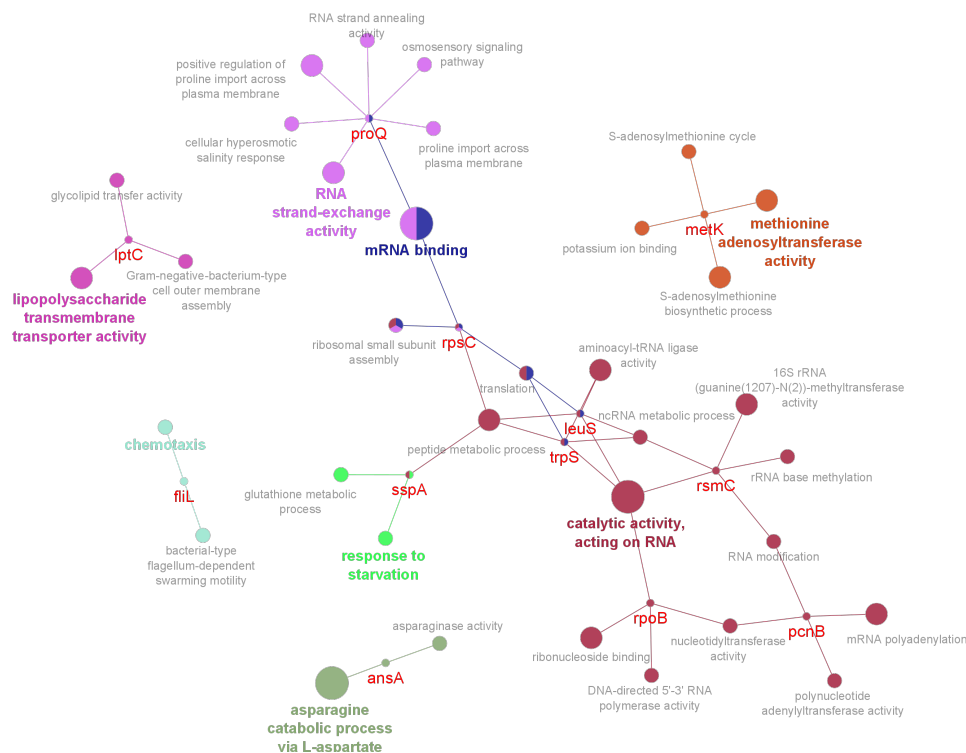 RNA strand annealing
activity
osmosensory signaling
pathway
positive regulation of
proline import across
plasma membrane
proQ
cellular hyperosmotic
salinity response
proline import across
plasma membrane
RNA
strand-exchange
activity
mRNA binding
S-adenosylmethionine cycle
metK
methionine
adenosyltransferase
activity
potassium ion binding
S-adenosylmethionine
biosynthetic process
glycolipid transfer activity
lptC
Gram-negative-bacterium-type
cell outer membrane
assembly
lipopolysaccharide
transmembrane
transporter activity
rpsC
ribosomal small subunit
assembly
aminoacyl-tRNA ligase
activity
translation
16S rRNA
(guanine(1207)-N(2))-methyltransferase
activity
ncRNA metabolic process
leuS
peptide metabolic process
trpS
chemotaxis
fliL
bacterial-type
flagellum-dependent
swarming motility
glutathione metabolic
process
sspA
response to
starvation
rsmC
rRNA base methylation
catalytic activity,
acting on RNA
RNA modification
rpoB
nucleotidyltransferase
activity
pcnB
mRNA polyadenylation
ribonucleoside binding
DNA-directed 5'-3' RNA
polymerase activity
polynucleotide
adenylyltransferase activity
asparaginase activity
ansA
asparagine
catabolic process
via L-aspartate